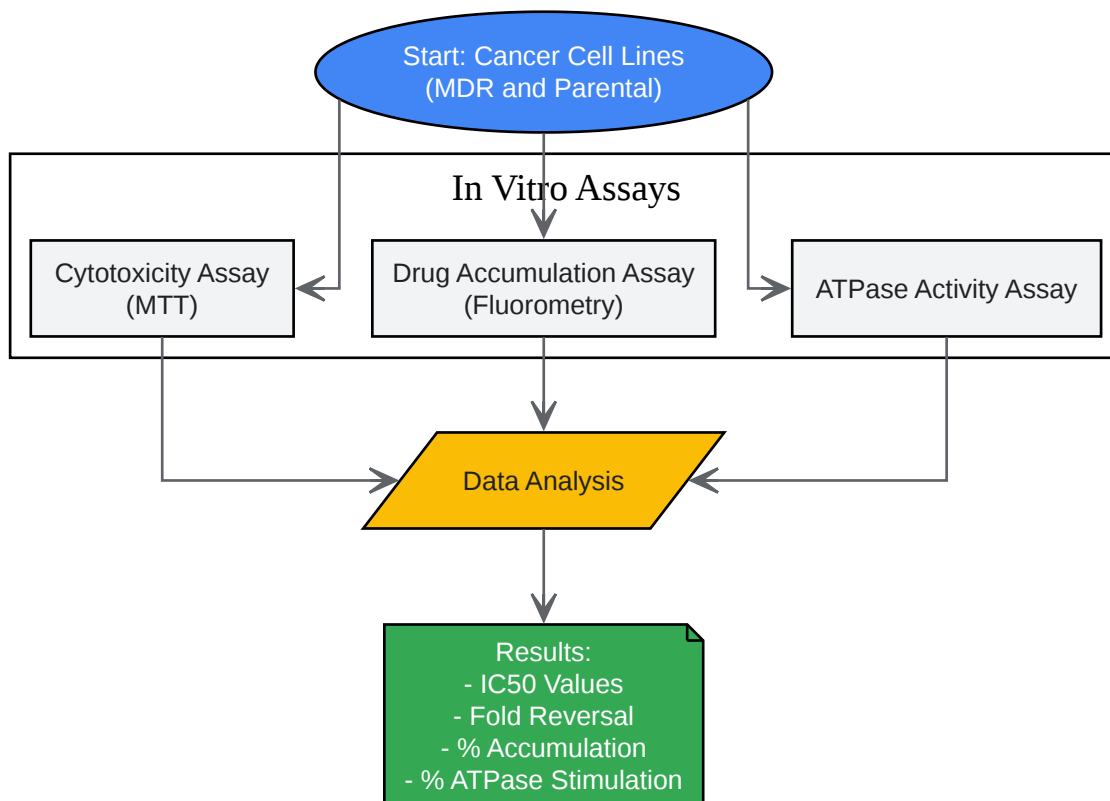 Start: Cancer Cell Lines
(MDR and Parental)
In Vitro Assays
Cytotoxicity Assay
(MTT)
Drug Accumulation Assay
(Fluorometry)
ATPase Activity Assay
Data Analysis
Results:
- IC50 Values
- Fold Reversal
- % Accumulation
- % ATPase Stimulation